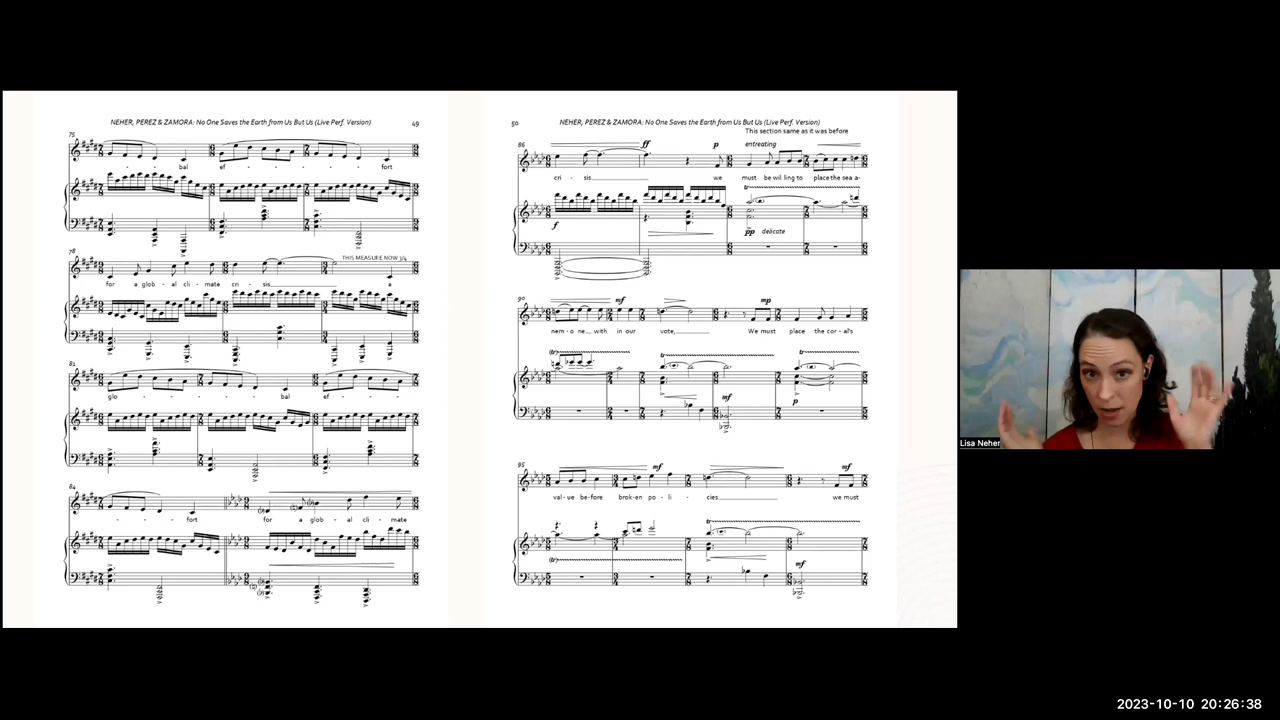 NEHER, PEREZ & ZAMORA: No One Saves the Earth from Us But Us (Live Perf. Version)
49
75
bal ef - - - - - - fort
78
for a glob - al cli - mate cri - sis
THIS MEASURE NOW 3/4
a
81
glo - - - - - - - bal ef - - - -
84
- - - - fort for a glob - al cli - mate
50
NEHER, PEREZ & ZAMORA: No One Saves the Earth from Us But Us (Live Perf. Version)
This section same as it was before
86
ff p entreating
cri - sis we must be wil ling to place the sea a-
f pp delicate
90
mf mp
nem - o ne with in our vote, We must place the cor - al's
mf p
95
mf mf
val - ue be - fore brok - en po - li - cies we must
mf
Lisa Neher
2023-10-10 20:26:38